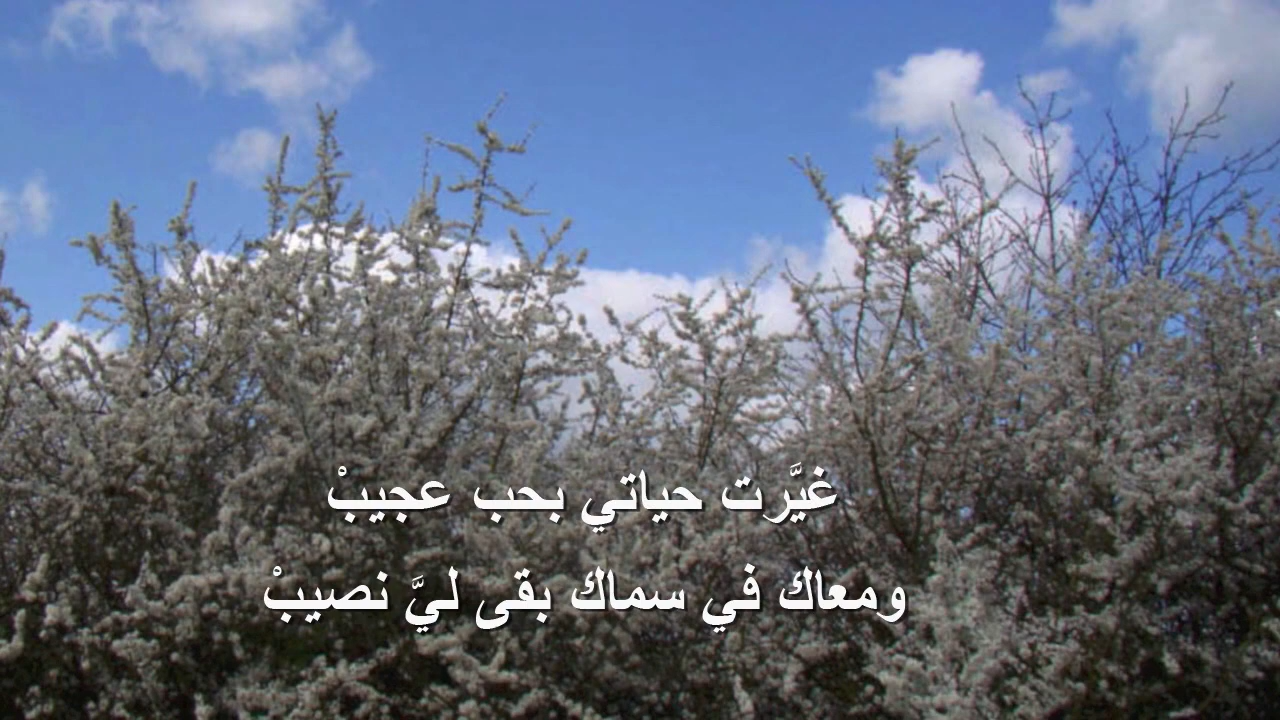 غيَّرت حياتي بحب عجيبْ
ومعاك في سماك بقى ليَّ نصيبْ